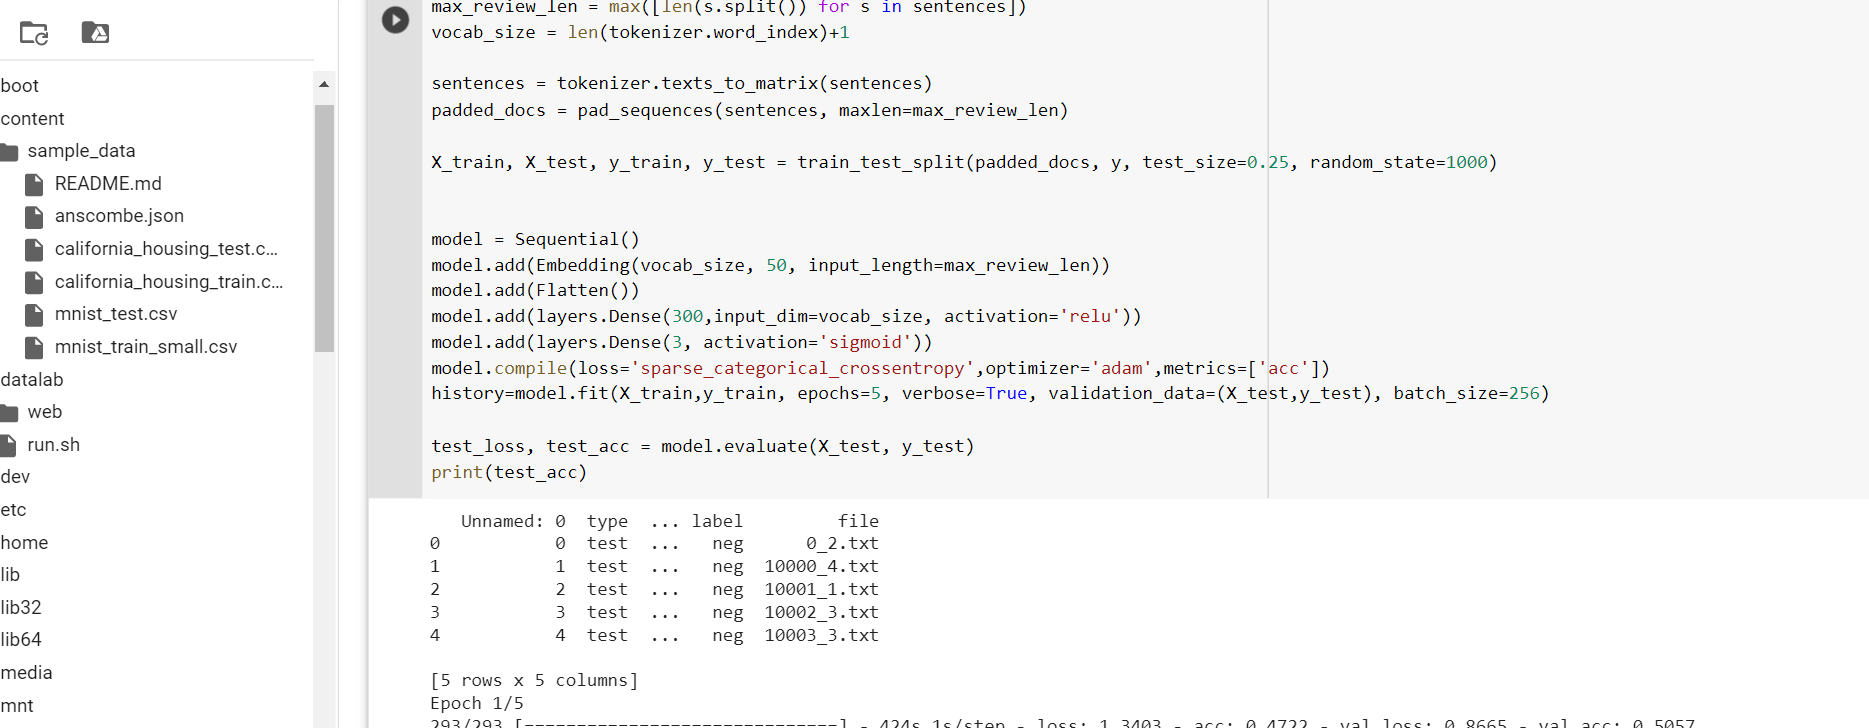 boot
content
sample_data
README.md
anscombe.json
california_housing_test.c...
california_housing_train.c...
mnist_test.csv
mnist_train_small.csv
datalab
web
run.sh
dev
etc
home
lib
lib32
lib64
media
mnt
max_review_len = max([len(s.split()) for s in sentences])
vocab_size = len(tokenizer.word_index)+1
sentences = tokenizer.texts_to_matrix(sentences)
padded_docs = pad_sequences(sentences, maxlen=max_review_len)
X_train, X_test, y_train, y_test = train_test_split(padded_docs, y, test_size=0.25, random_state=1000)
model = Sequential()
model.add(Embedding(vocab_size, 50, input_length=max_review_len))
model.add(Flatten())
model.add(layers.Dense(300,input_dim=vocab_size, activation='relu'))
model.add(layers.Dense(3, activation='sigmoid'))
model.compile(loss='sparse_categorical_crossentropy',optimizer='adam',metrics=['acc'])
history=model.fit(X_train,y_train, epochs=5, verbose=True, validation_data=(X_test,y_test), batch_size=256)
test_loss, test_acc = model.evaluate(X_test, y_test)
print(test_acc)
Unnamed: 0 type ... label file
0 0 test ... neg 0_2.txt
1 1 test ... neg 10000_4.txt
2 2 test ... neg 10001_1.txt
3 3 test ... neg 10002_3.txt
4 4 test ... neg 10003_3.txt
[5 rows x 5 columns]
Epoch 1/5
293/293 [==============================] - 424s 1s/step - loss: 1.3403 - acc: 0.4722 - val_loss: 0.8665 - val_acc: 0.5057